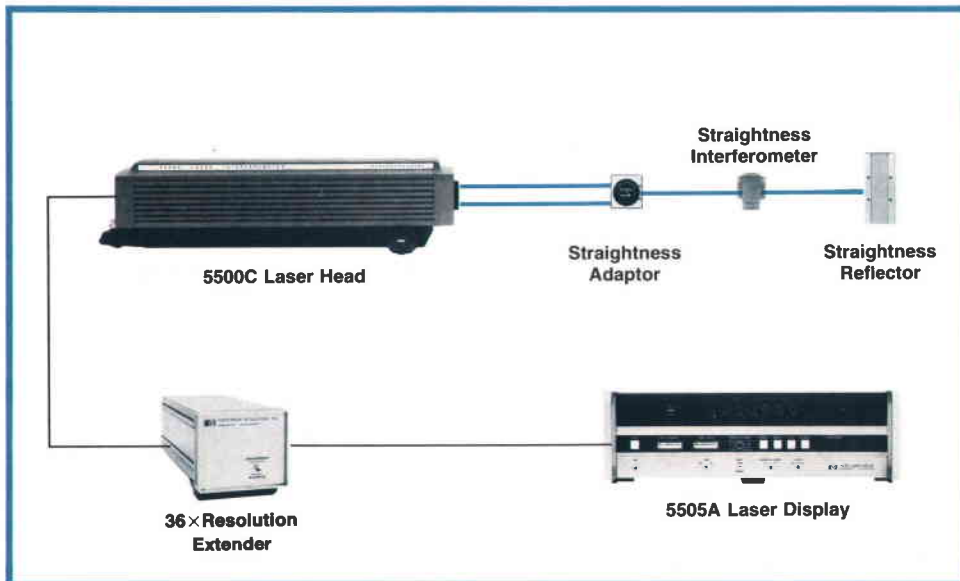 Straightness
Interferometer
Straightness
Adaptor
Straightness
Reflector
5500C Laser Head
36×Resolution
Extender
5505A Laser Display